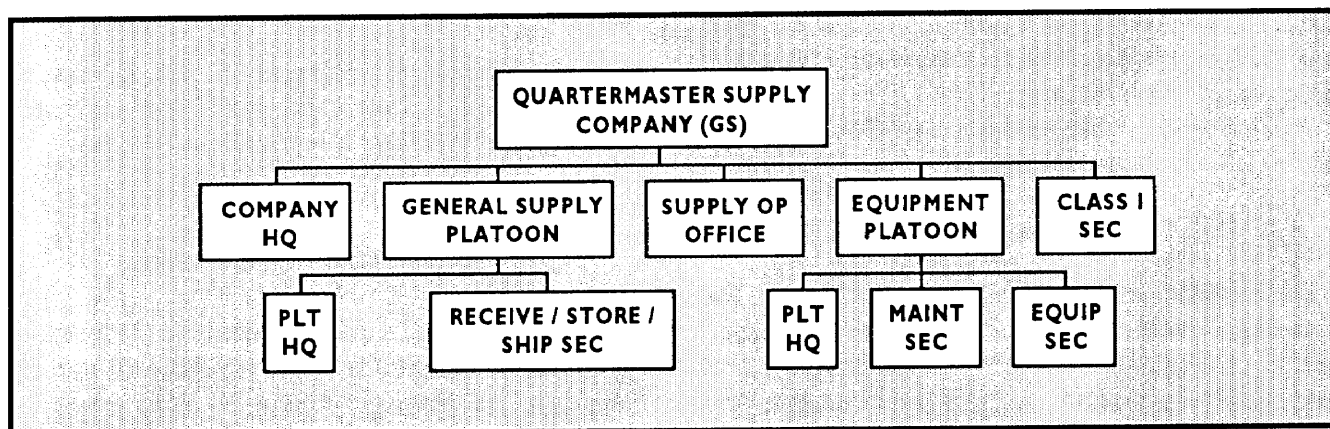 QUARTERMASTER SUPPLY
COMPANY (GS)
COMPANY
HQ
GENERAL SUPPLY
PLATOON
SUPPLY OP
OFFICE
EQUIPMENT
PLATOON
CLASS I
SEC
PLT
HQ
RECEIVE / STORE /
SHIP SEC
PLT
HQ
MAINT
SEC
EQUIP
SEC